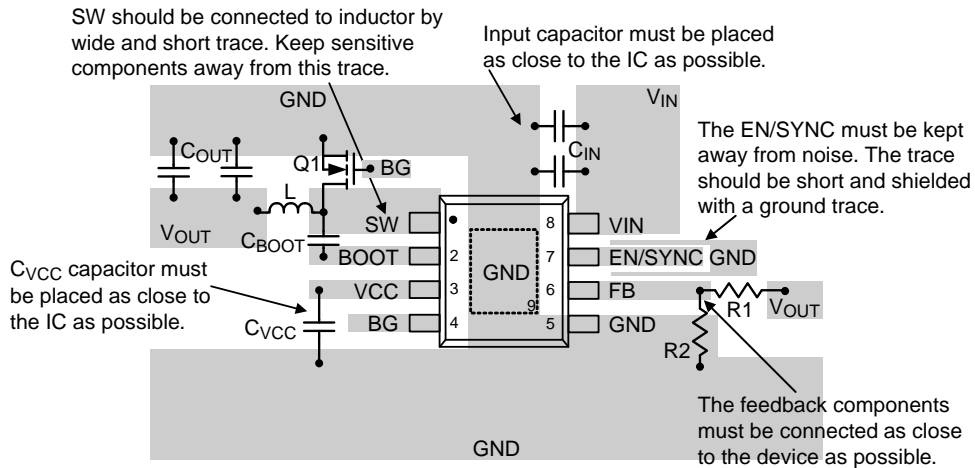 SW should be connected to inductor by
wide and short trace. Keep sensitive
components away from this trace.
Input capacitor must be placed
as close to the IC as possible.
GND
VIN
The EN/SYNC must be kept
away from noise. The trace
should be short and shielded
with a ground trace.
COUT
Q1
BG
CIN
L
VOUT
CBOOT
SW
8
VIN
BOOT
2
7
EN/SYNC
GND
GND
CVCC capacitor must
be placed as close to
the IC as possible.
VCC
3
6
FB
9
R1
VOUT
CVCC
BG
4
5
GND
R2
The feedback components
must be connected as close
to the device as possible.
GND